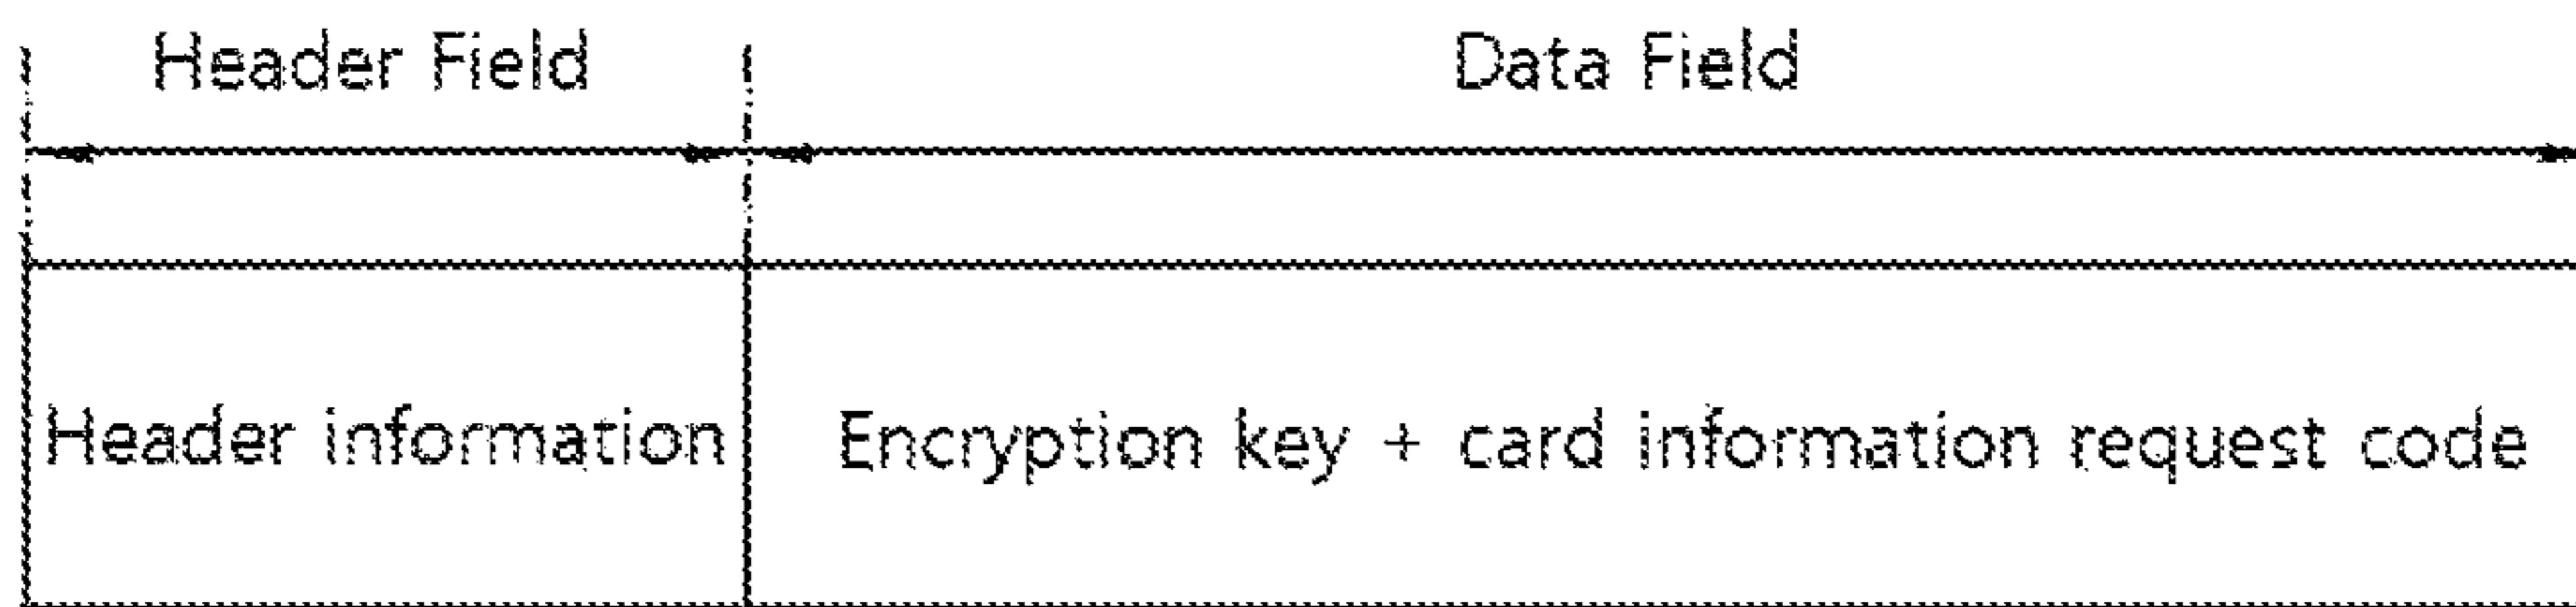 Header Field
Data Field
Header information
Encryption key + card information request code